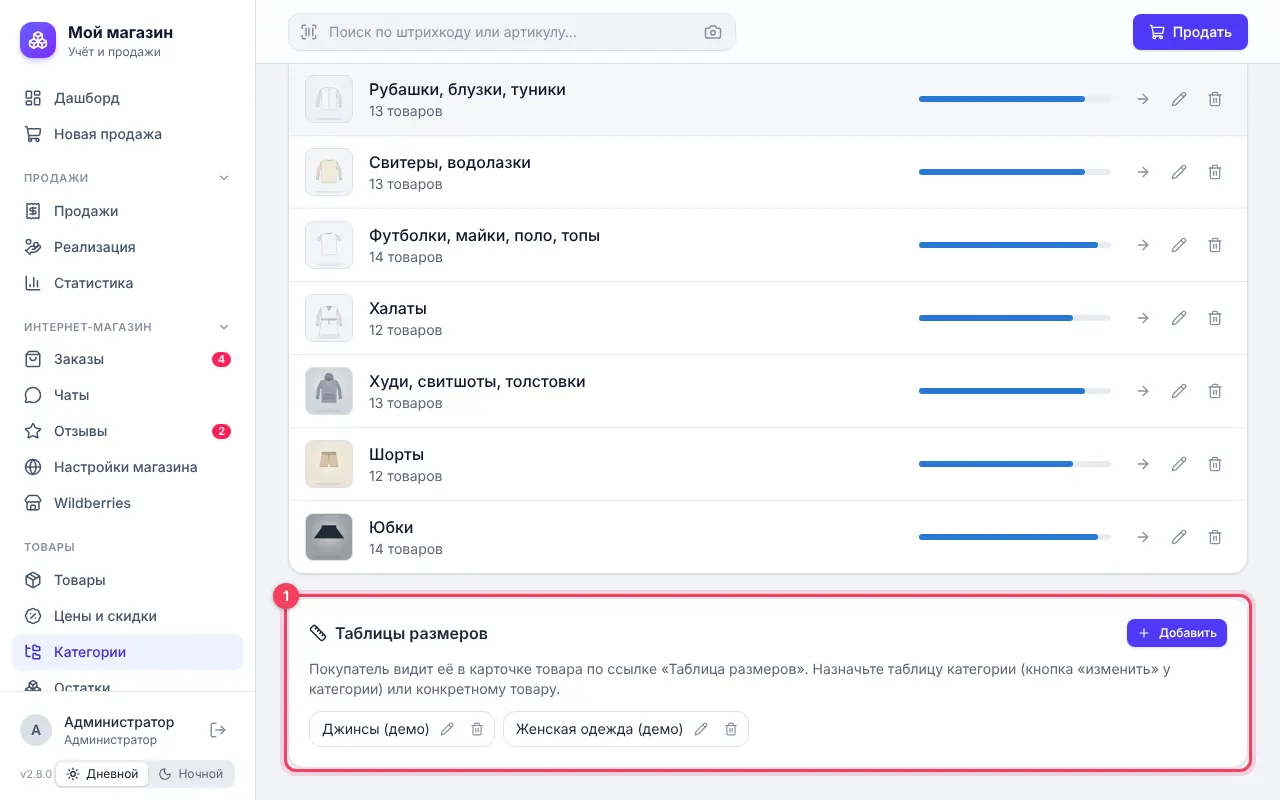 Мой магазин
Учёт и продажи
Поиск по штрихкоду или артикулу...
Продать
Дашборд
Новая продажа
ПРОДАЖИ
Продажи
Реализация
Статистика
ИНТЕРНЕТ-МАГАЗИН
Заказы 4
Чаты
Отзывы 2
Настройки магазина
Wildberries
ТОВАРЫ
Товары
Цены и скидки
Категории
Остатки
А Администратор
Администратор
v2.8.0 Дневной Ночной
Рубашки, блузки, туники
13 товаров
Свитеры, водолазки
13 товаров
Футболки, майки, поло, топы
14 товаров
Халаты
12 товаров
Худи, свитшоты, толстовки
13 товаров
Шорты
12 товаров
Юбки
14 товаров
1
Таблицы размеров
Добавить
Покупатель видит её в карточке товара по ссылке «Таблица размеров». Назначьте таблицу категории (кнопка «изменить» у
категории) или конкретному товару.
Джинсы (демо) Женская одежда (демо)